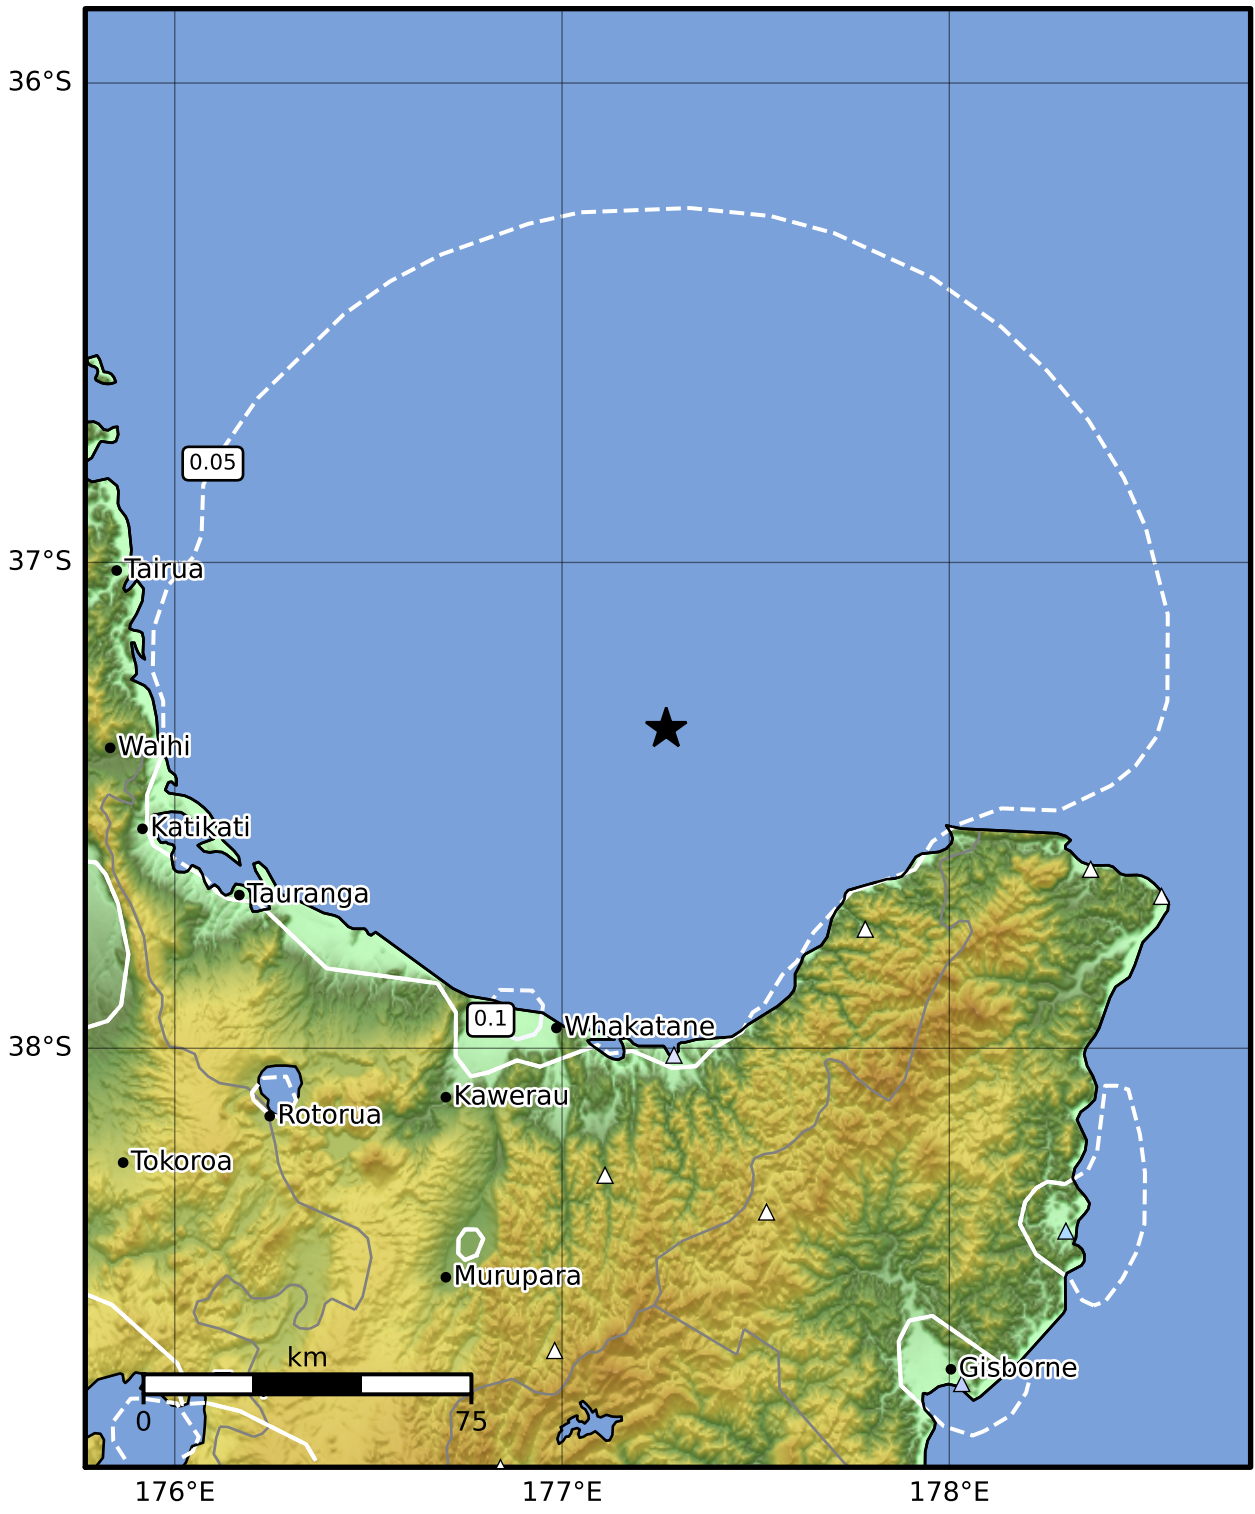 36°S
0.05
37°S
Tairua
Waihi
Katikati
Tauranga
0.1
Whakatane
38°S
Kawerau
Rotorua
Tokoroa
Murupara
km
Gisborne
0
75
176°E
177°E
178°E